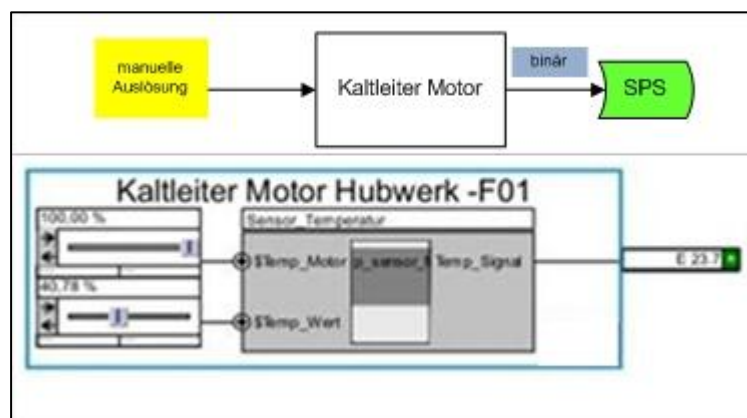 manuelle
Auslösung
Kaltleiter Motor
binär
SPS
Kaltleiter Motor Hubwerk -F01
100,00 %
Sensor_Temperatur
$Temp_Motor
Temp_Signal
E 23.7
40,78 %
$Temp_Wert